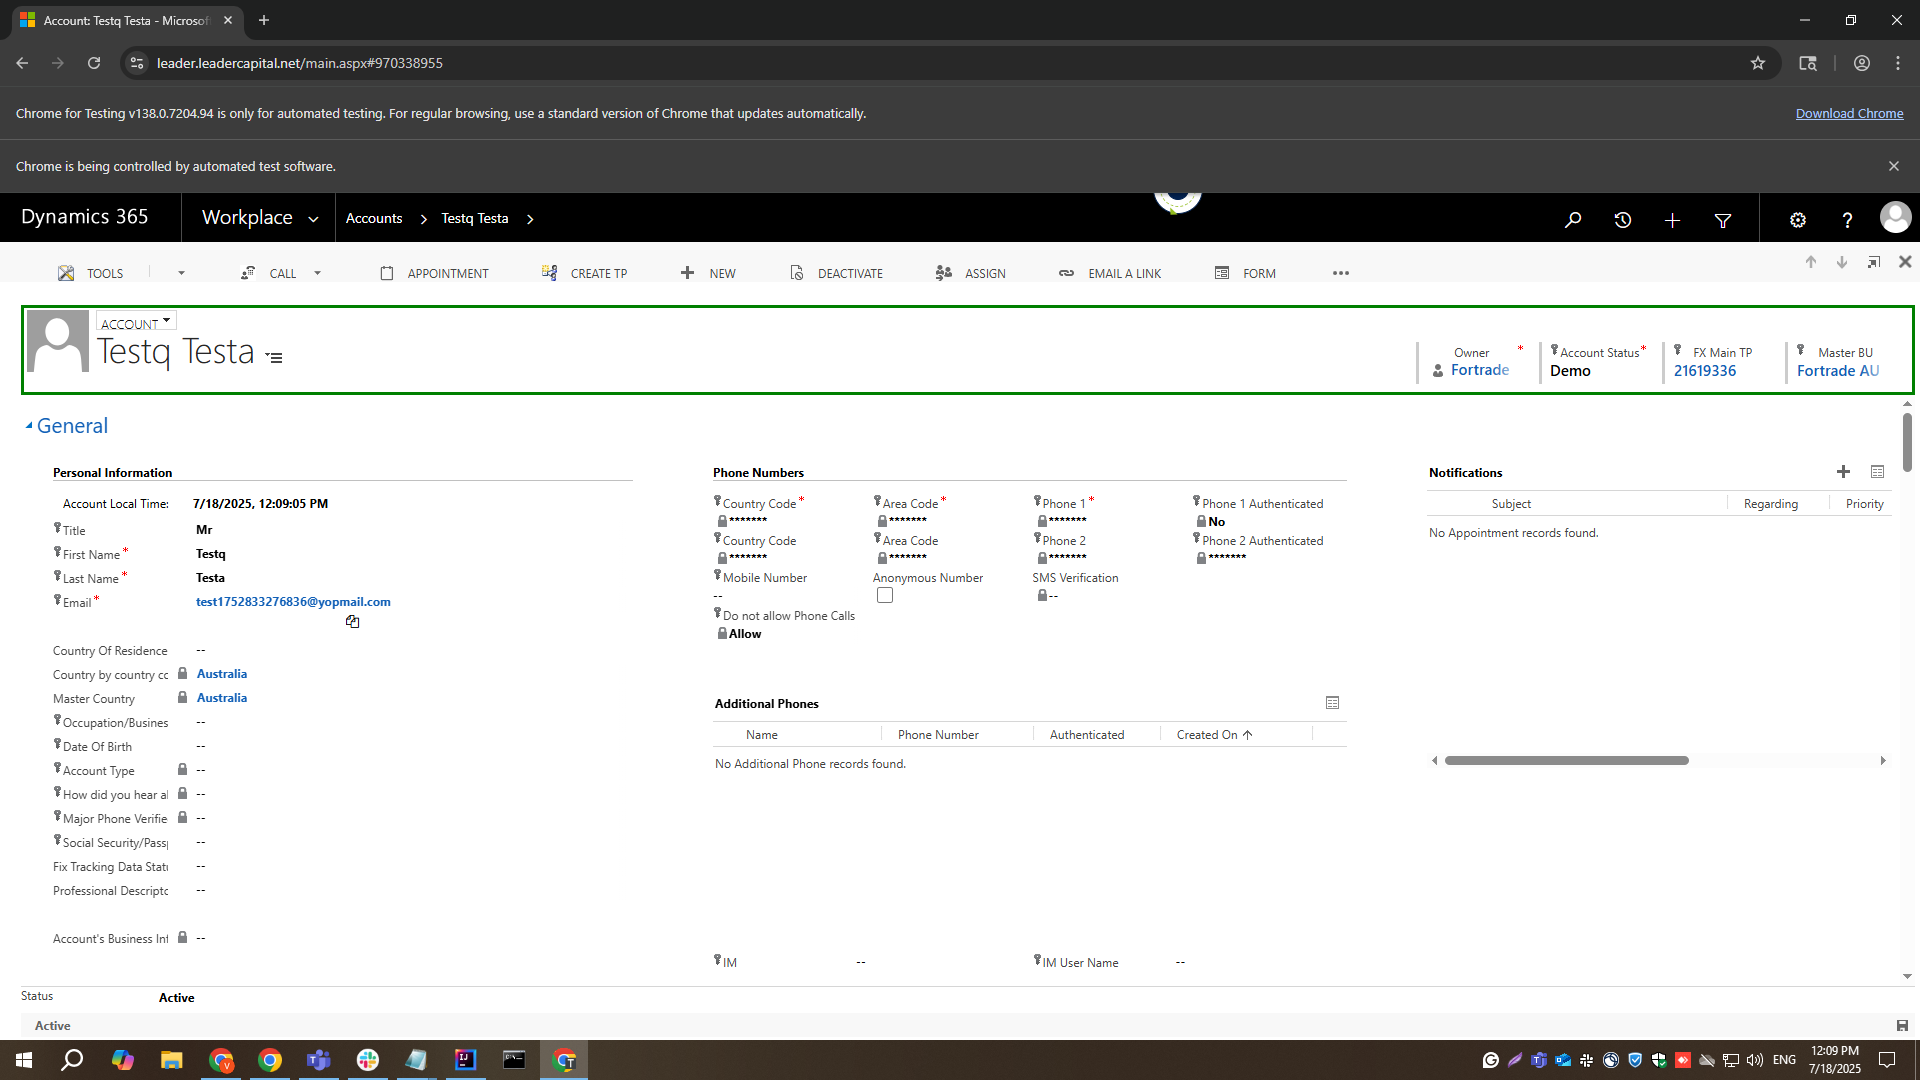 Account: Testq Testa - Microsof
leader.leadercapital.net/main.aspx#970338955
Chrome for Testing v138.0.7204.94 is only for automated testing. For regular browsing, use a standard version of Chrome that updates automatically.
Download Chrome
Chrome is being controlled by automated test software.
Dynamics 365
Workplace
Accounts
Testq Testa
TOOLS
CALL
APPOINTMENT
CREATE TP
NEW
DEACTIVATE
ASSIGN
EMAIL A LINK
FORM
ACCOUNT
Testq Testa
Owner *
Fortrade
Account Status *
Demo
FX Main TP
21619336
Master BU
Fortrade AU
General
Personal Information
Account Local Time: 7/18/2025, 12:09:05 PM
Title Mr
First Name * Testq
Last Name * Testa
Email * test1752833276836@yopmail.com
Country Of Residence --
Country by country cc Australia
Master Country Australia
Occupation/Busines --
Date Of Birth --
Account Type --
How did you hear al --
Major Phone Verifie --
Social Security/Passp --
Fix Tracking Data Statu --
Professional Descripto --
Account's Business Inf --
Phone Numbers
Country Code * Area Code * Phone 1 * Phone 1 Authenticated
******* ******* ******* No
Country Code Area Code Phone 2 Phone 2 Authenticated
******* ******* ******* *******
Mobile Number Anonymous Number SMS Verification
-- --
Do not allow Phone Calls
Allow
Additional Phones
Name Phone Number Authenticated Created On
No Additional Phone records found.
IM -- IM User Name --
Notifications
Subject Regarding Priority
No Appointment records found.
Status Active
Active
ENG
12:09 PM
7/18/2025